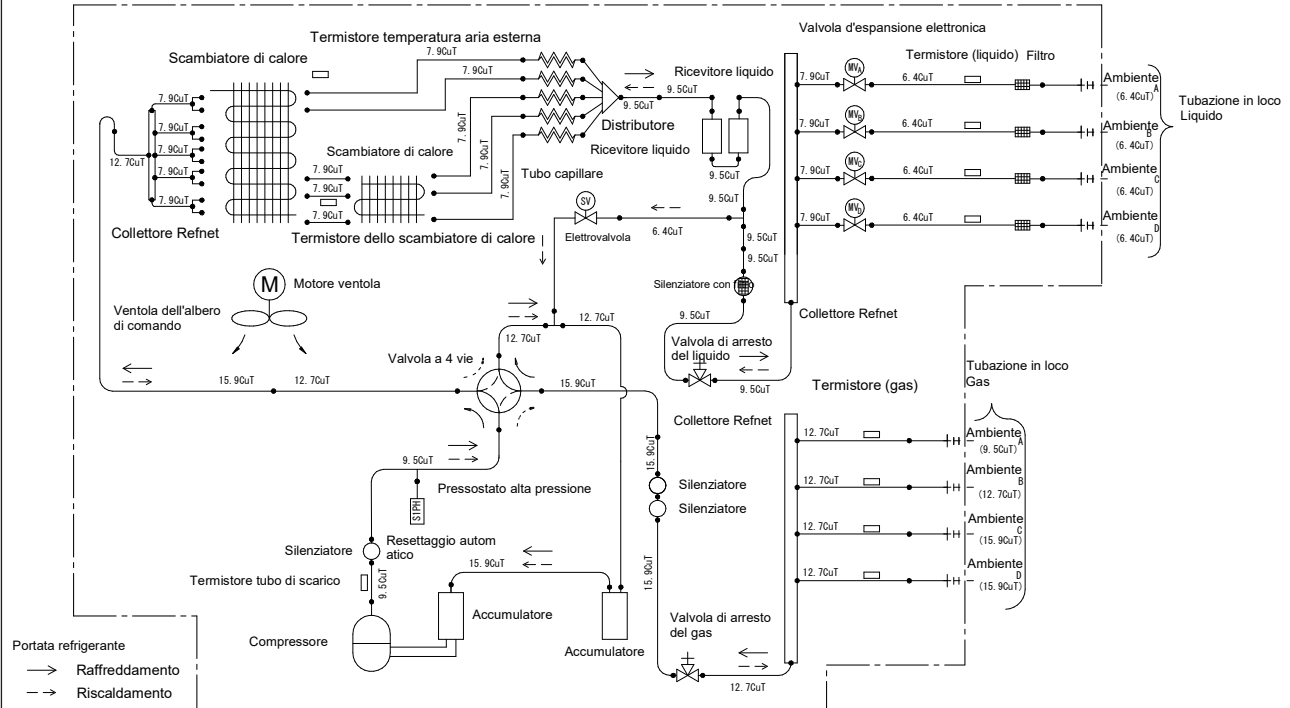 Valvola d'espansione elettronica
Termistore temperatura aria esterna
Scambiatore di calore
7.9CuT
7.9CuT
Ricevitore liquido
Termistore (liquido)
Filtro
9.5CuT
9.5CuT
Distributore
Ricevitore liquido
9.5CuT
7.9CuT
7.9CuT
7.9CuT
7.9CuT
7.9CuT
12.7CuT
Collettore Refnet
Scambiatore di calore
7.9CuT
7.9CuT
7.9CuT
7.9CuT
7.9CuT
7.9CuT
Tubo capillare
Termistore dello scambiatore di calore
SV
Elettrovalvola
6.4CuT
9.5CuT
9.5CuT
9.5CuT
7.9CuT
MVA
6.4CuT
Ambiente A
(6.4CuT)
7.9CuT
MVB
6.4CuT
Ambiente B
(6.4CuT)
7.9CuT
MVC
6.4CuT
Ambiente C
(6.4CuT)
7.9CuT
MVD
6.4CuT
Ambiente D
(6.4CuT)
Tubazione in loco
Liquido
M
Motore ventola
Ventola dell'albero
di comando
Silenziatore con
9.5CuT
Collettore Refnet
Valvola di arresto
del liquido
9.5CuT
12.7CuT
12.7CuT
Valvola a 4 vie
15.9CuT
12.7CuT
15.9CuT
Tubazione in loco
Gas
Termistore (gas)
Collettore Refnet
12.7CuT
Ambiente A
(9.5CuT)
12.7CuT
Ambiente B
(12.7CuT)
12.7CuT
Ambiente C
(15.9CuT)
12.7CuT
Ambiente D
(15.9CuT)
9.5CuT
Pressostato alta pressione
S1PH
15.9CuT
Silenziatore
Silenziatore
Silenziatore
Resettaggio autom
atico
15.9CuT
15.9CuT
Termistore tubo di scarico
9.5CuT
Accumulatore
Compressore
Accumulatore
Valvola di arresto
del gas
12.7CuT
Portata refrigerante
Raffreddamento
Riscaldamento